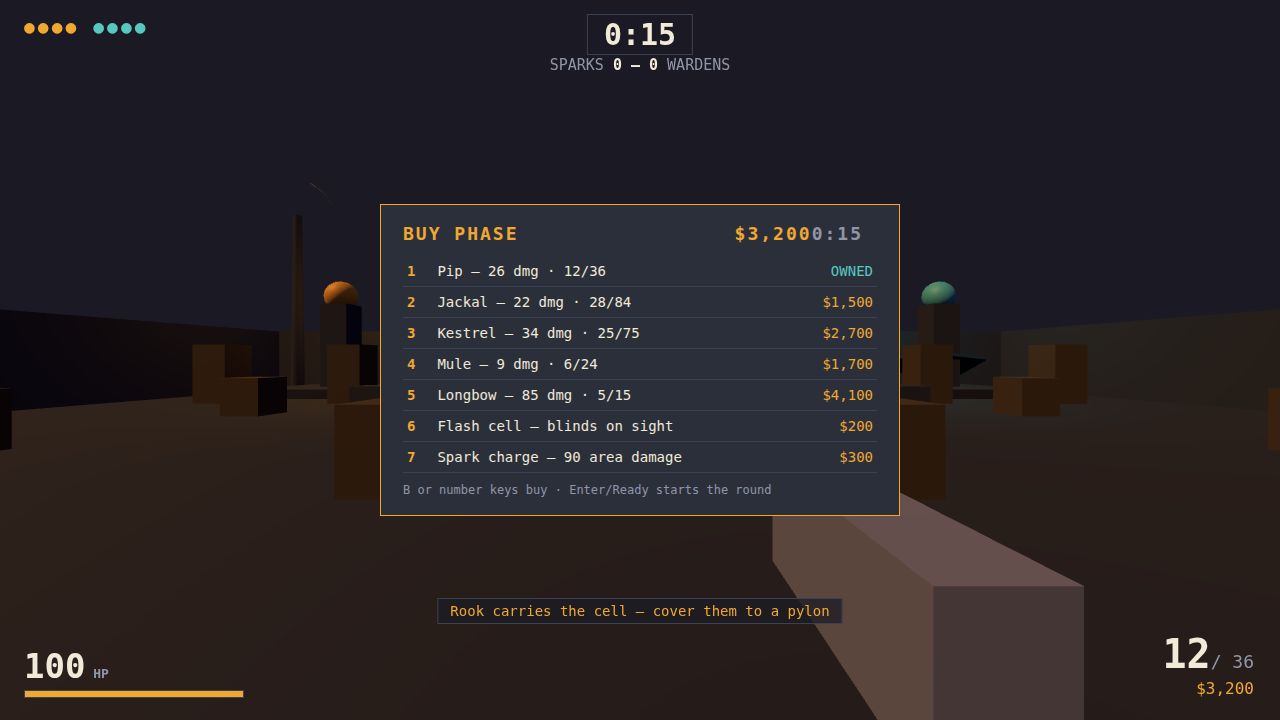 0:15
SPARKS 0 — 0 WARDENS
BUY PHASE $3,200 0:15
1 Pip — 26 dmg · 12/36 OWNED
2 Jackal — 22 dmg · 28/84 $1,500
3 Kestrel — 34 dmg · 25/75 $2,700
4 Mule — 9 dmg · 6/24 $1,700
5 Longbow — 85 dmg · 5/15 $4,100
6 Flash cell — blinds on sight $200
7 Spark charge — 90 area damage $300
B or number keys buy · Enter/Ready starts the round
Rook carries the cell — cover them to a pylon
100 HP
12 / 36
$3,200